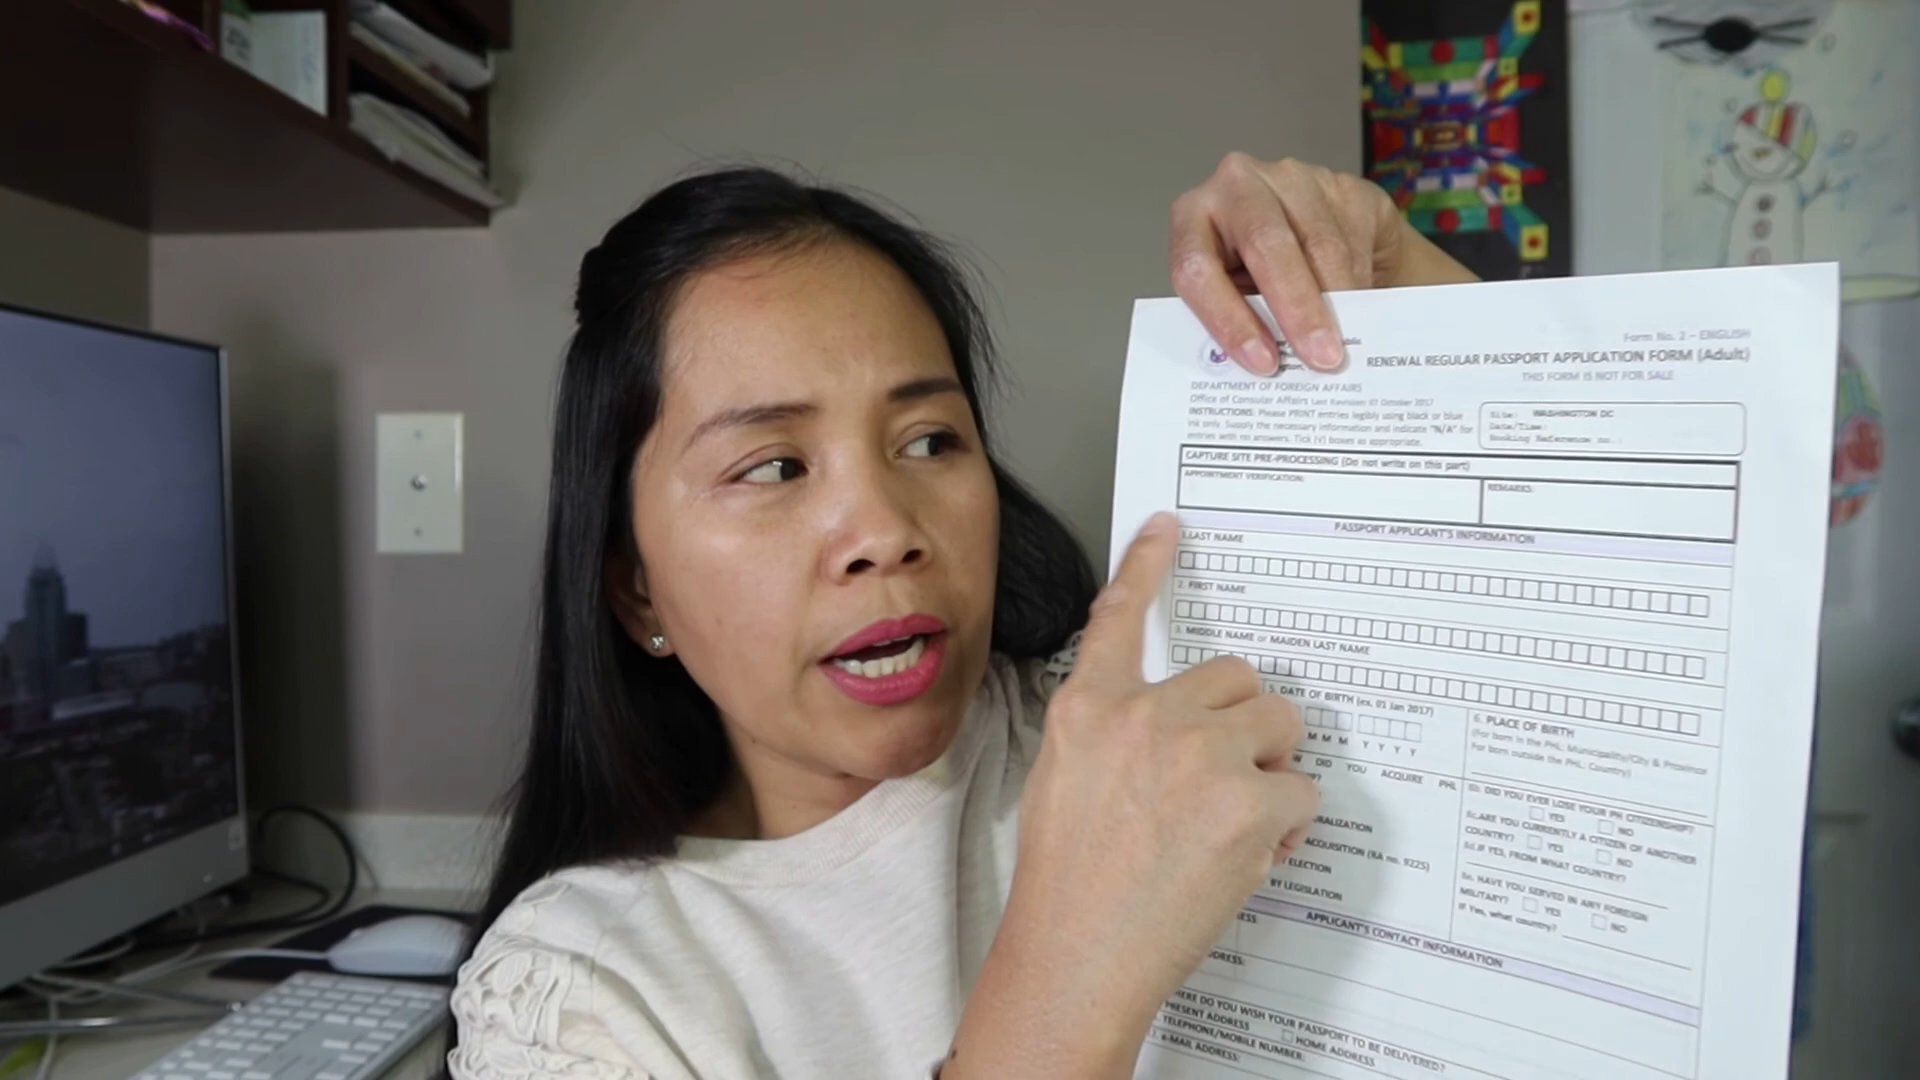 Form No. 2 – ENGLISH
RENEWAL REGULAR PASSPORT APPLICATION FORM (Adult)
THIS FORM IS NOT FOR SALE
DEPARTMENT OF FOREIGN AFFAIRS
Office of Consular Affairs Last Revision: 03 October 2017
INSTRUCTIONS: Please PRINT entries legibly using black or blue
ink only. Supply the necessary information and indicate "N/A" for
entries with no answers. Tick (√) boxes as appropriate.
Site: WASHINGTON DC
Date/Time:
Booking Reference no.:
CAPTURE SITE PRE-PROCESSING (Do not write on this part)
APPOINTMENT VERIFICATION:
REMARKS:
PASSPORT APPLICANT'S INFORMATION
1.LAST NAME
2. FIRST NAME
3. MIDDLE NAME or MAIDEN LAST NAME
5. DATE OF BIRTH (ex. 01 Jan 2017)
M M M Y Y Y Y
6. PLACE OF BIRTH
(For born in the PHL: Municipality/City & Province
For born outside the PHL: Country)
DID YOU ACQUIRE PHL
ACQUISITION (RA no. 9225)
ELECTION
BY LEGISLATION
8b. DID YOU EVER LOSE YOUR PH CITIZENSHIP?
YES NO
8c.ARE YOU CURRENTLY A CITIZEN OF ANOTHER
COUNTRY? YES NO
8d.IF YES, FROM WHAT COUNTRY?
8e. HAVE YOU SERVED IN ANY FOREIGN
MILITARY? YES NO
If Yes, what country?
APPLICANT'S CONTACT INFORMATION
DO YOU WISH YOUR PASSPORT TO BE DELIVERED?
PRESENT ADDRESS HOME ADDRESS
TELEPHONE/MOBILE NUMBER:
E-MAIL ADDRESS: